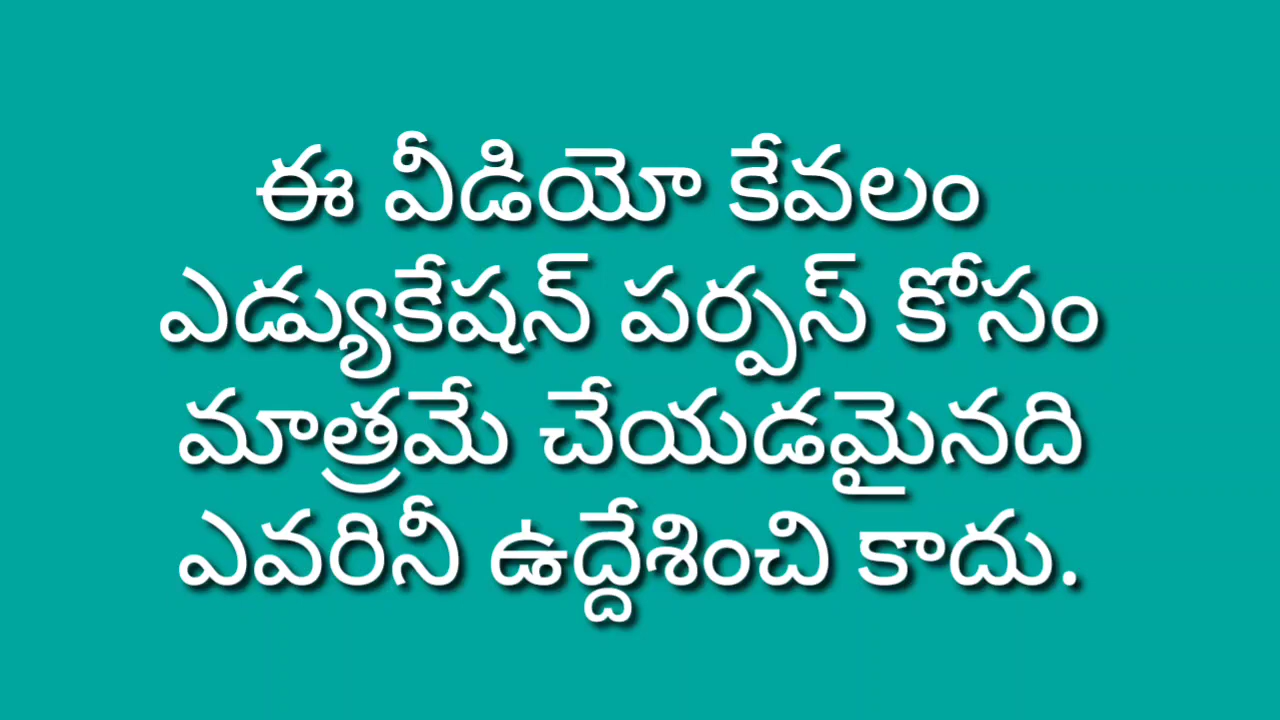 ఈ వీడియో కేవలం
ఎడ్యుకేషన్ పర్పస్ కోసం
మాత్రమే చేయడమైనది
ఎవరినీ ఉద్దేశించి కాదు.